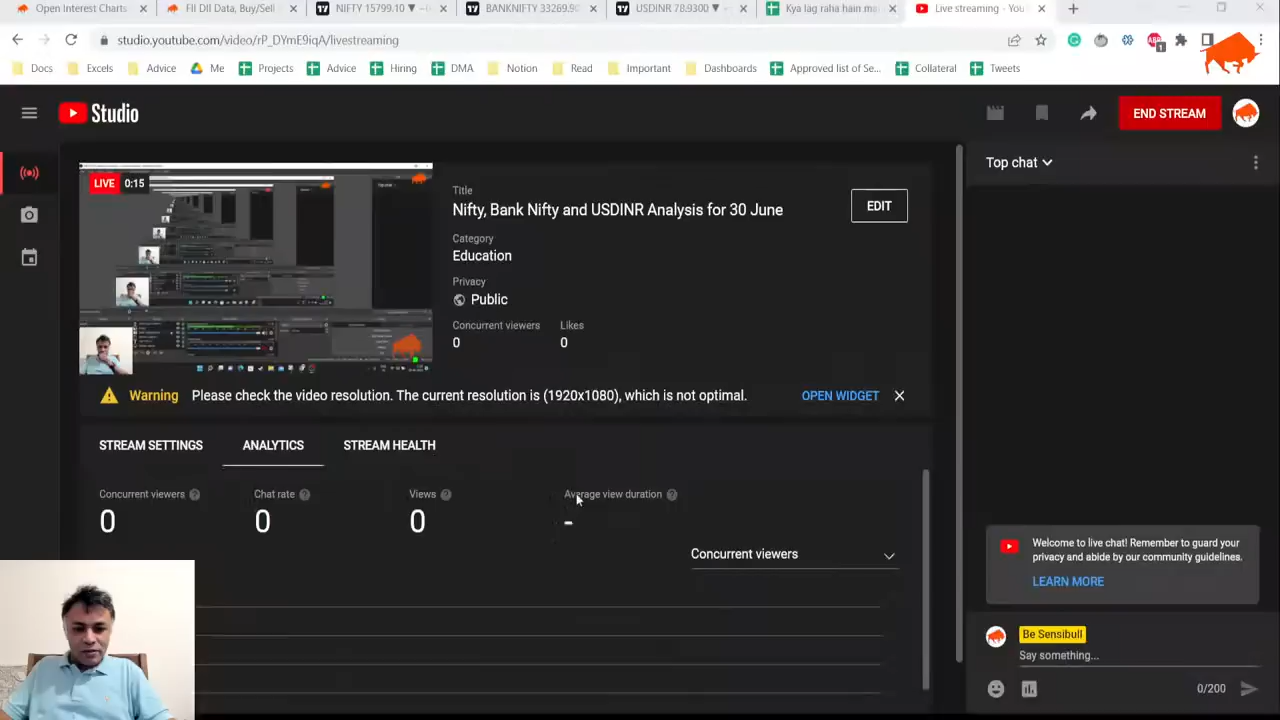 Open Interest Charts
FII DII Data, Buy/Sell
NIFTY 15799.10 ▼
BANKNIFTY 33269.90
USDINR 78.9300 ▼
Kya lag raha hain ma
Live streaming - You
studio.youtube.com/video/rP_DYmE9iqA/livestreaming
Docs Excels Advice Me Projects Advice Hiring DMA Notion Read Important Dashboards Approved list of Se... Collateral Tweets
Studio
END STREAM
LIVE 0:15
Title
Nifty, Bank Nifty and USDINR Analysis for 30 June
EDIT
Category
Education
Privacy
Public
Concurrent viewers Likes
0 0
Warning Please check the video resolution. The current resolution is (1920x1080), which is not optimal. OPEN WIDGET
STREAM SETTINGS ANALYTICS STREAM HEALTH
Concurrent viewers Chat rate Views Average view duration
0 0 0 -
Concurrent viewers
Top chat
Welcome to live chat! Remember to guard your
privacy and abide by our community guidelines.
LEARN MORE
Be Sensibull
Say something...
0/200